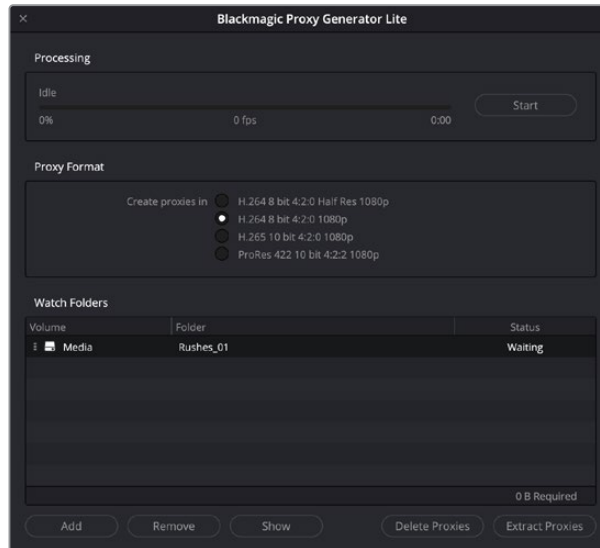 Blackmagic Proxy Generator Lite
Processing
Idle
Start
0% 0 fps 0:00
Proxy Format
Create proxies in H.264 8 bit 4:2:0 Half Res 1080p
H.264 8 bit 4:2:0 1080p
H.265 10 bit 4:2:0 1080p
ProRes 422 10 bit 4:2:2 1080p
Watch Folders
Volume Folder Status
Media Rushes_01 Waiting
0 B Required
Add Remove Show Delete Proxies Extract Proxies